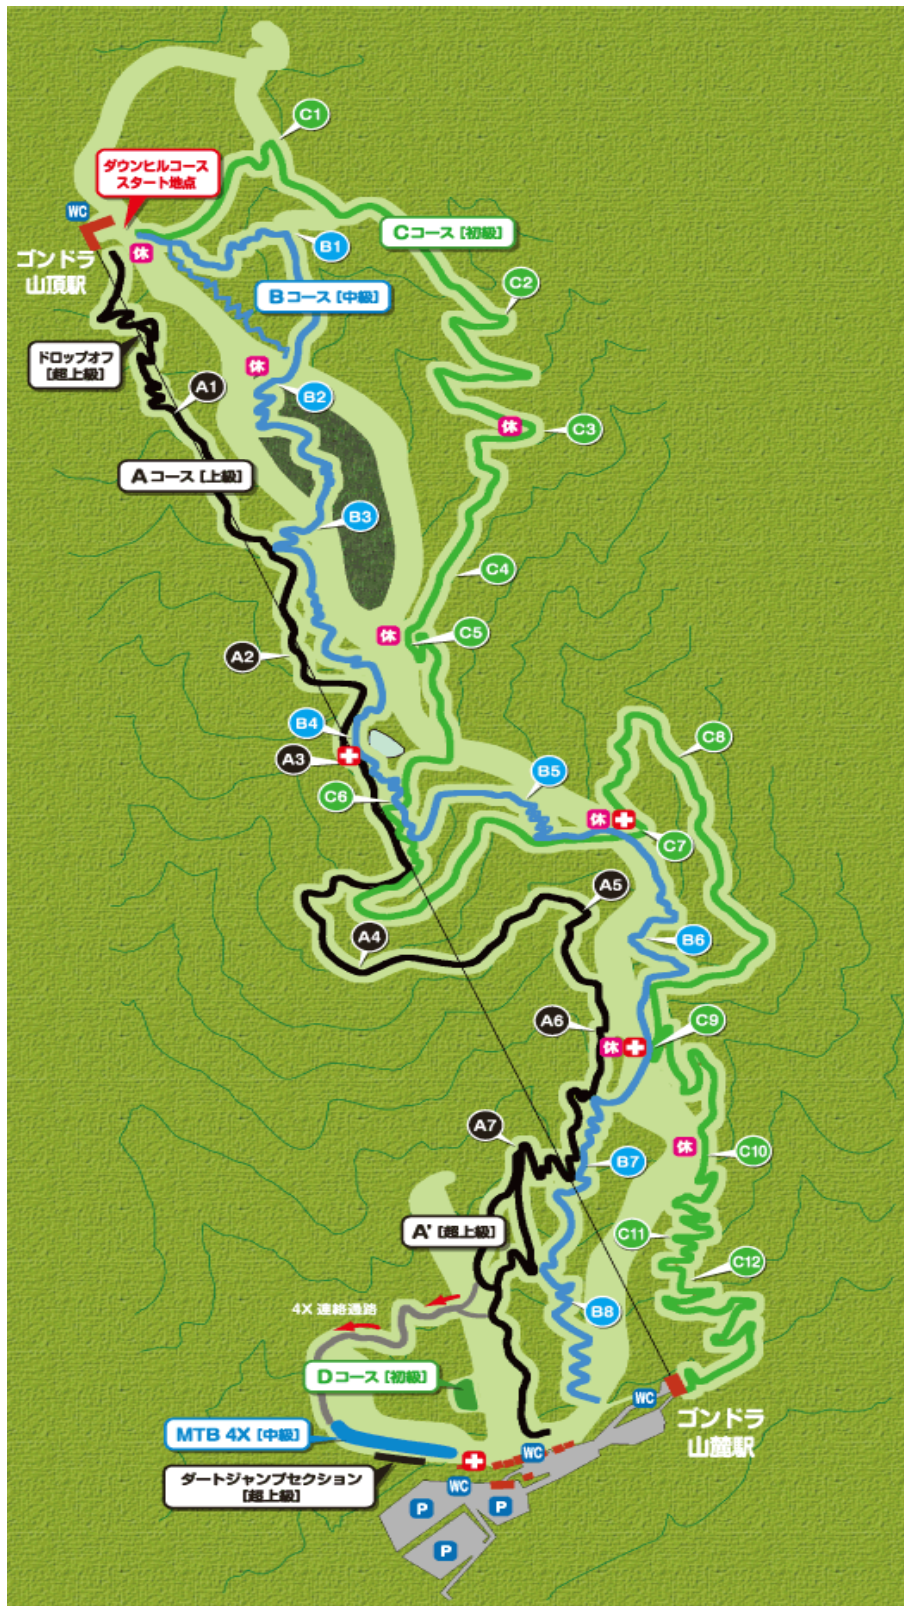 C1
ダウンヒルコース
スタート地点
WC
B1
Cコース [初級]
休
ゴンドラ
山頂駅
C2
Bコース [中級]
ドロップオフ
[超上級]
休
A1
B2
休
C3
Aコース [上級]
B3
C4
休
C5
A2
B4
C8
A3
B5
C6
休
C7
A5
A4
B6
A6
C9
休
A7
休
C10
B7
A' [超上級]
C11
C12
4X 連絡通路
B8
Dコース [初級]
WC
ゴンドラ
山麓駅
MTB 4X [中級]
WC
ダートジャンプセクション
[超上級]
WC
P
P
P